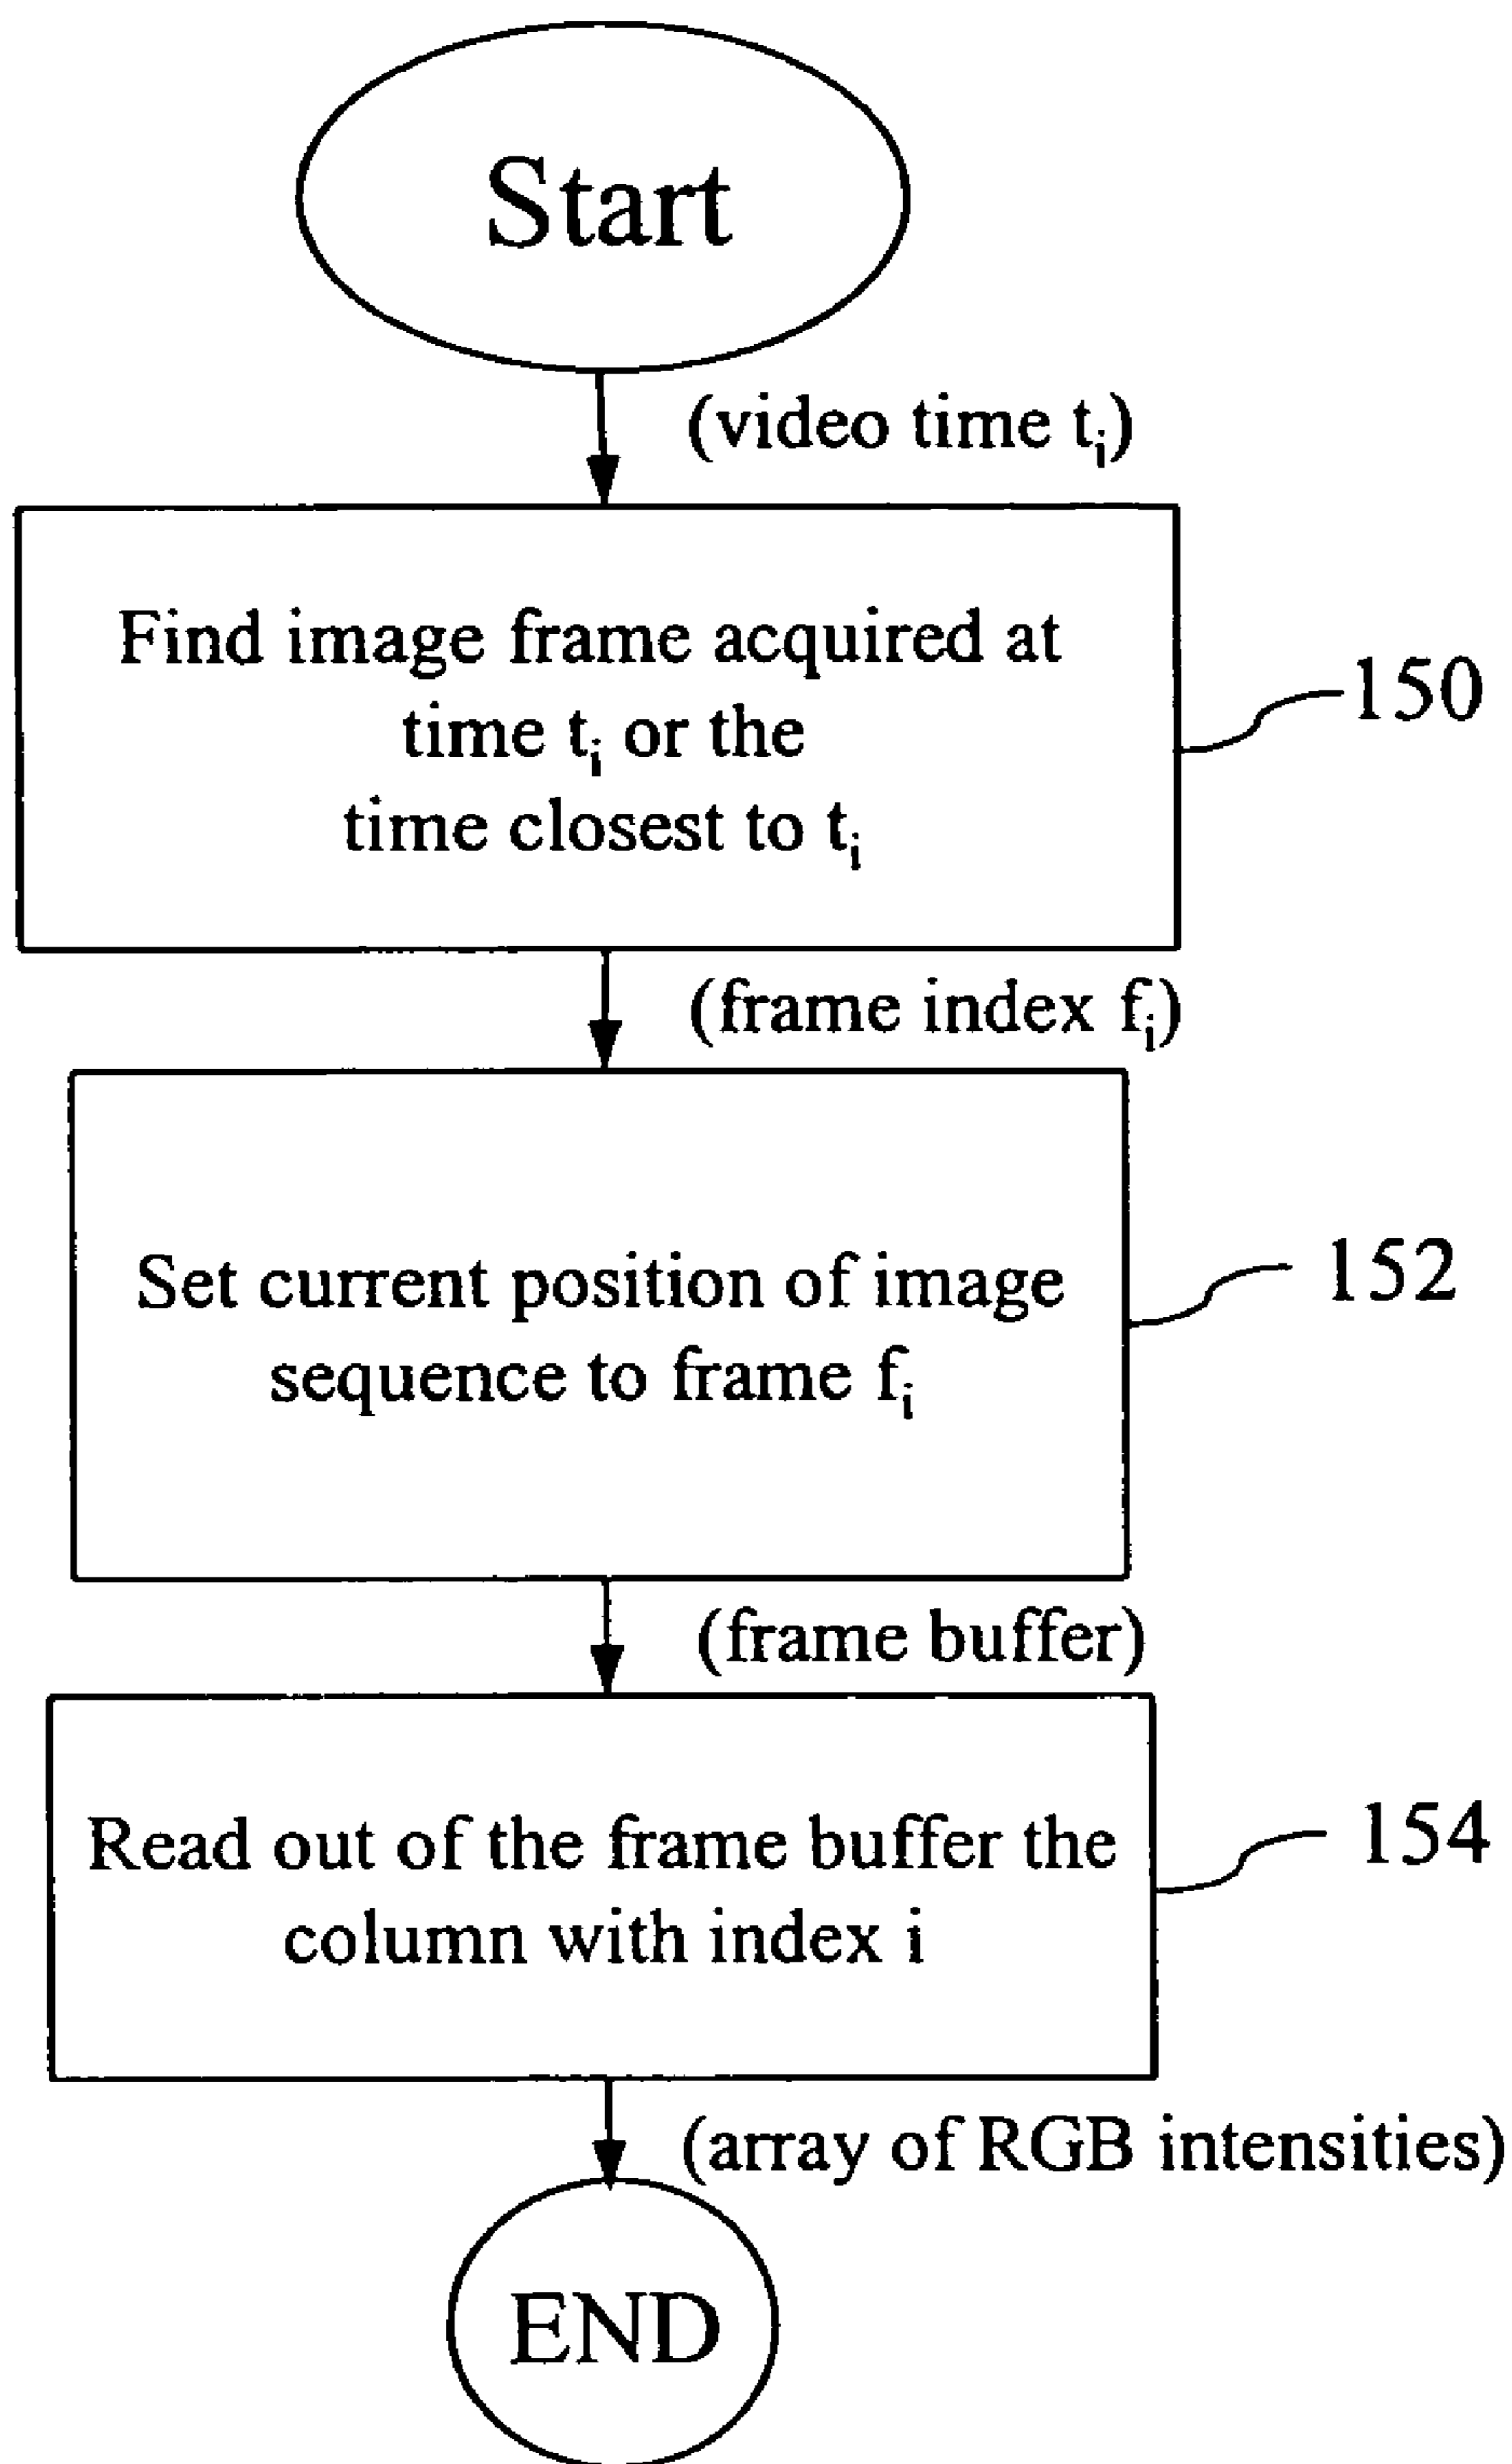 Start
(video time tᵢ)
Find image frame acquired at
time tᵢ or the
time closest to tᵢ
150
(frame index fᵢ)
Set current position of image
sequence to frame fᵢ
152
(frame buffer)
Read out of the frame buffer the
column with index i
154
(array of RGB intensities)
END